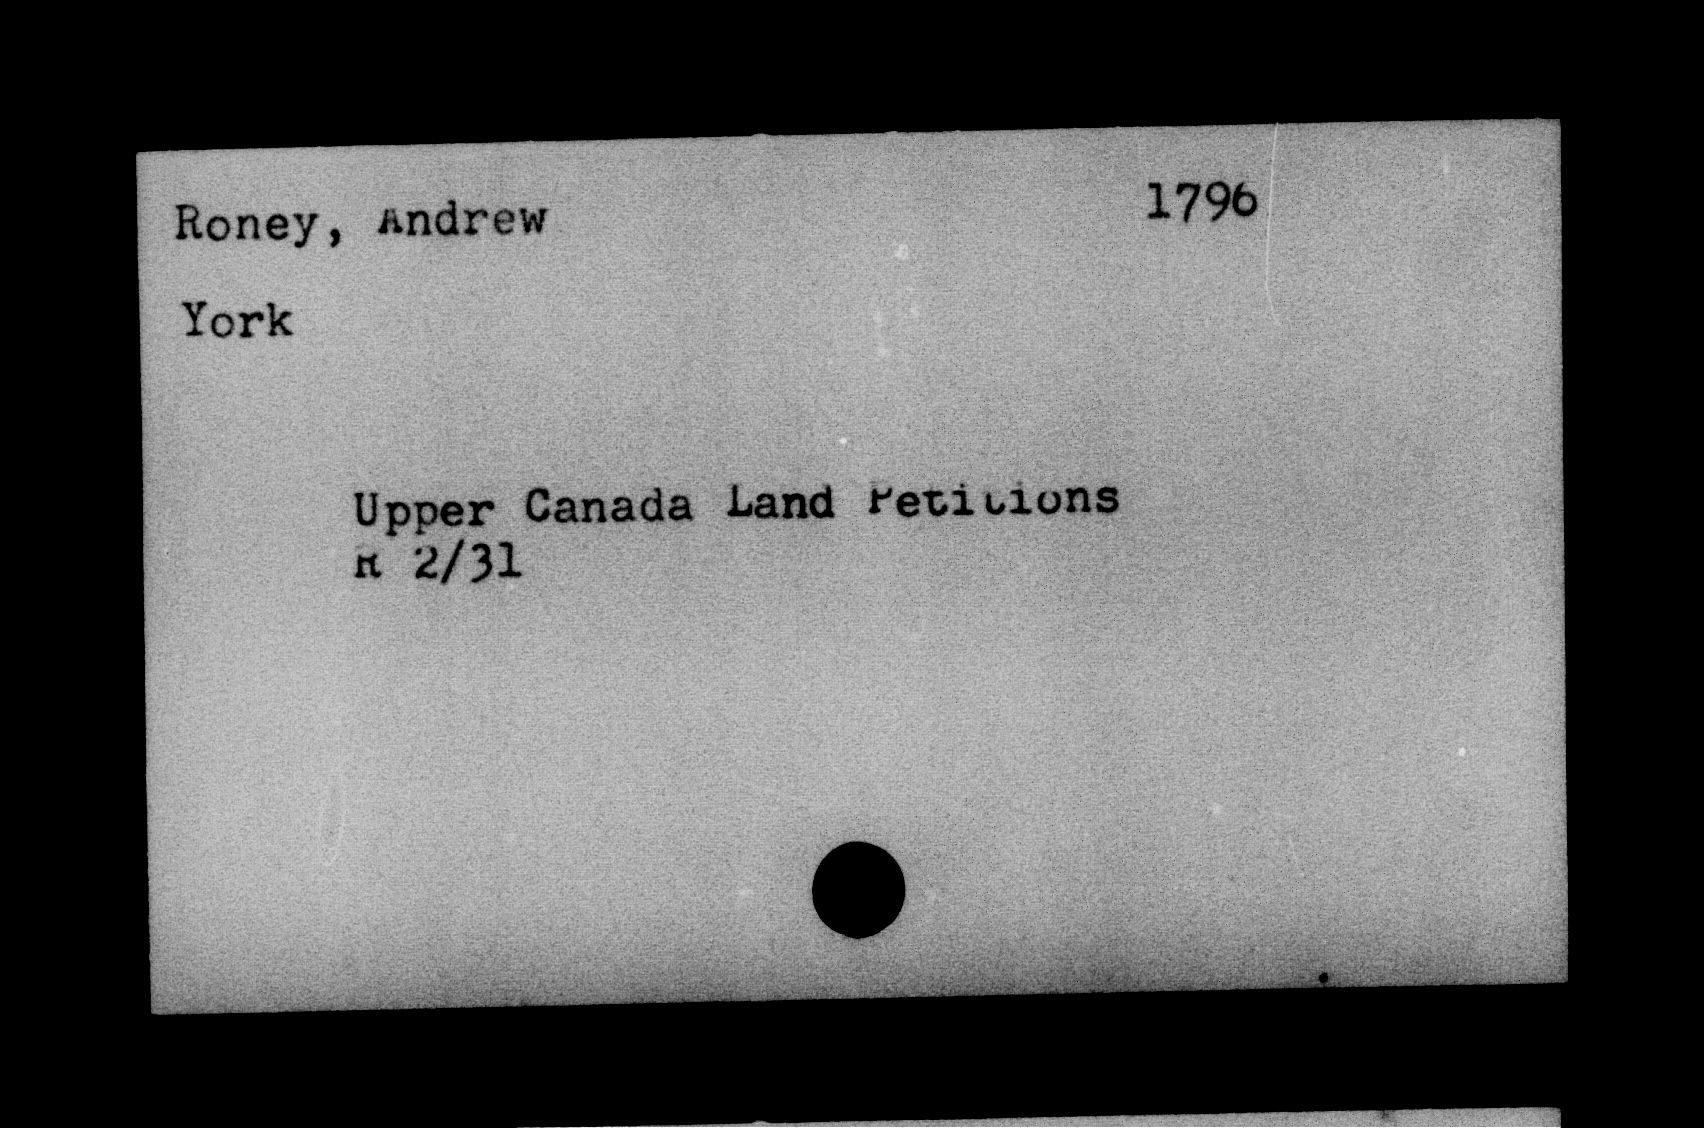 Roney, Andrew 1796
York
Upper Canada Land Petitions
R 2/31